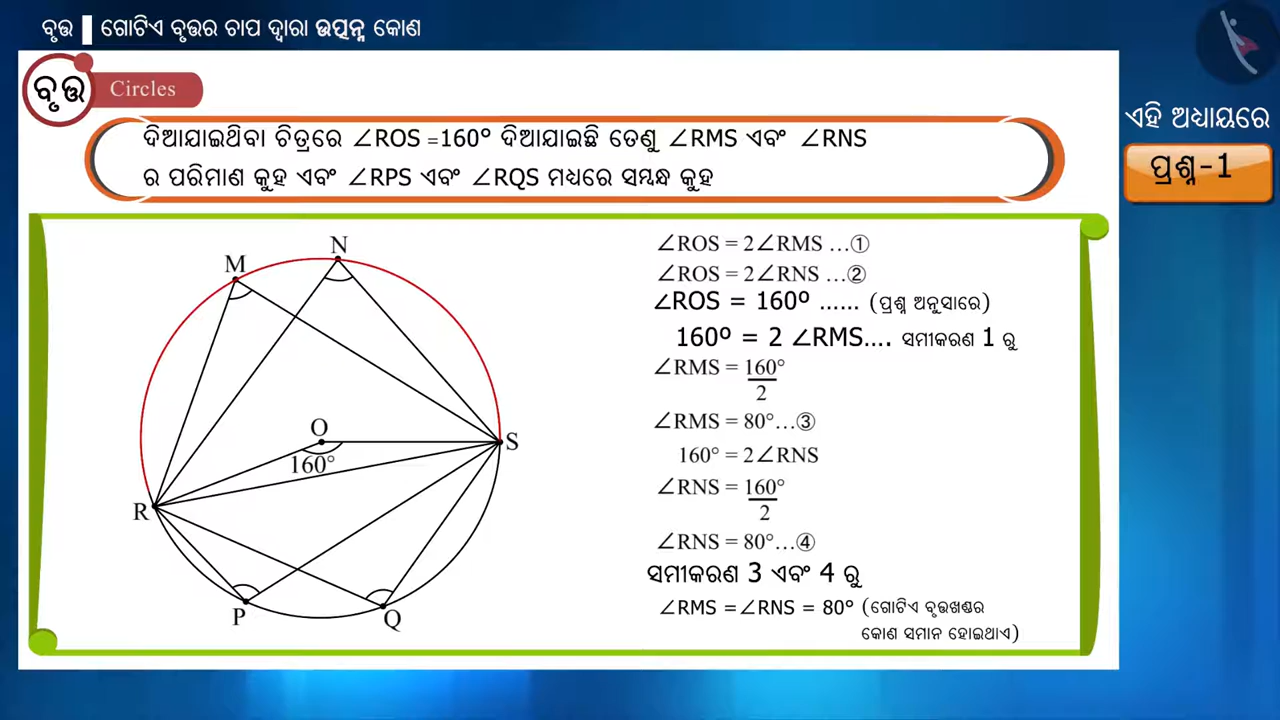 ବୃତ୍ତ ▌ ଗୋଟିଏ ବୃତ୍ତର ଚାପ ଦ୍ୱାରା ଉତ୍ପନ୍ନ କୋଣ
ବୃତ୍ତ Circles
ଏହି ଅଧ୍ୟାୟରେ
ପ୍ରଶ୍ନ-1
ଦିଆଯାଇଥିବା ଚିତ୍ରରେ ∠ROS =160° ଦିଆଯାଇଛି ତେଣୁ ∠RMS ଏବଂ ∠RNS
ର ପରିମାଣ କୁହ ଏବଂ ∠RPS ଏବଂ ∠RQS ମଧ୍ୟରେ ସମ୍ବନ୍ଧ କୁହ
N
M
O
S
160°
R
P
Q
∠ROS = 2∠RMS ...①
∠ROS = 2∠RNS ...②
∠ROS = 160° ...... (ପ୍ରଶ୍ନ ଅନୁସାରେ)
160° = 2 ∠RMS.... ସମୀକରଣ 1 ରୁ
∠RMS = 160°
2
∠RMS = 80°...③
160° = 2∠RNS
∠RNS = 160°
2
∠RNS = 80°...④
ସମୀକରଣ 3 ଏବଂ 4 ରୁ
∠RMS =∠RNS = 80° (ଗୋଟିଏ ବୃତ୍ତଖଣ୍ଡର
କୋଣ ସମାନ ହୋଇଥାଏ)